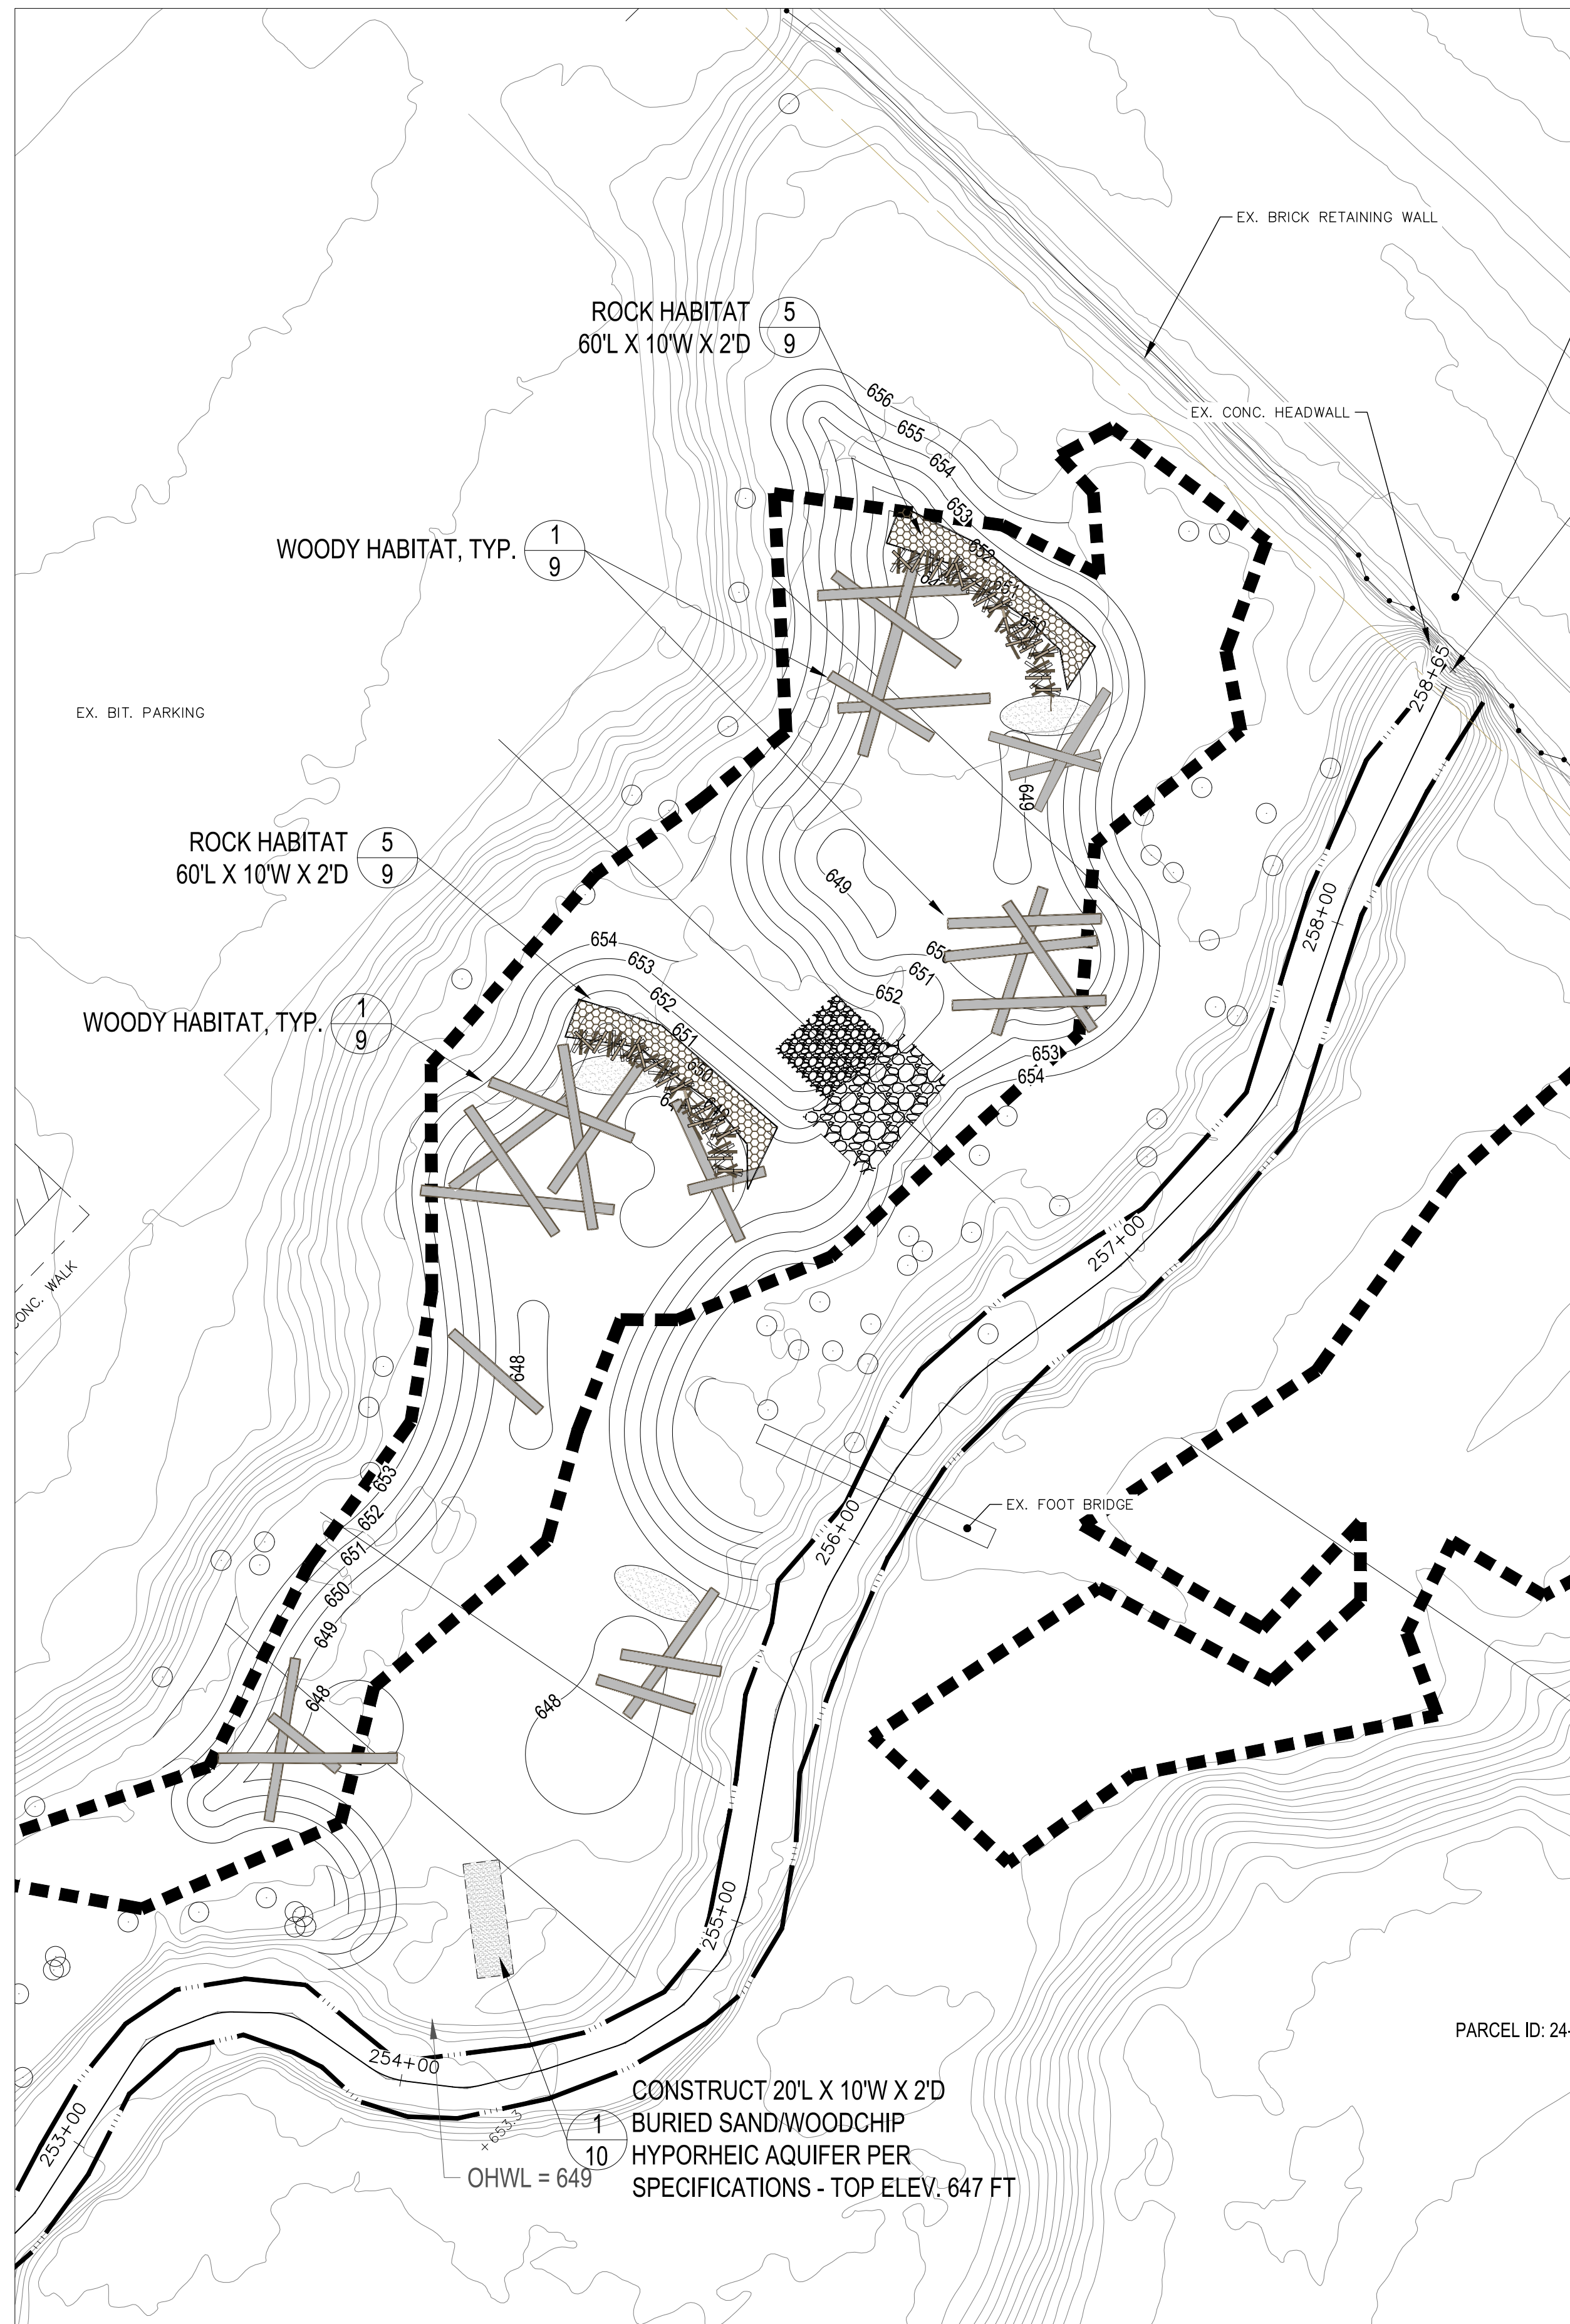 EX. BRICK RETAINING WALL
ROCK HABITAT
60'L X 10'W X 2'D
5
9
656
655
654
653
652
651
650
EX. CONC. HEADWALL
WOODY HABITAT, TYP.
1
9
258+65
EX. BIT. PARKING
649
ROCK HABITAT
60'L X 10'W X 2'D
5
9
649
258+00
654
653
652
651
650
651
652
WOODY HABITAT, TYP.
1
9
653
654
257+00
CONC. WALK
648
653
652
651
650
649
648
256+00
EX. FOOT BRIDGE
648
255+00
PARCEL ID: 24-
254+00
253+00
+653.3
OHWL = 649
1
10
CONSTRUCT 20'L X 10'W X 2'D
BURIED SAND/WOODCHIP
HYPORHEIC AQUIFER PER
SPECIFICATIONS - TOP ELEV. 647 FT